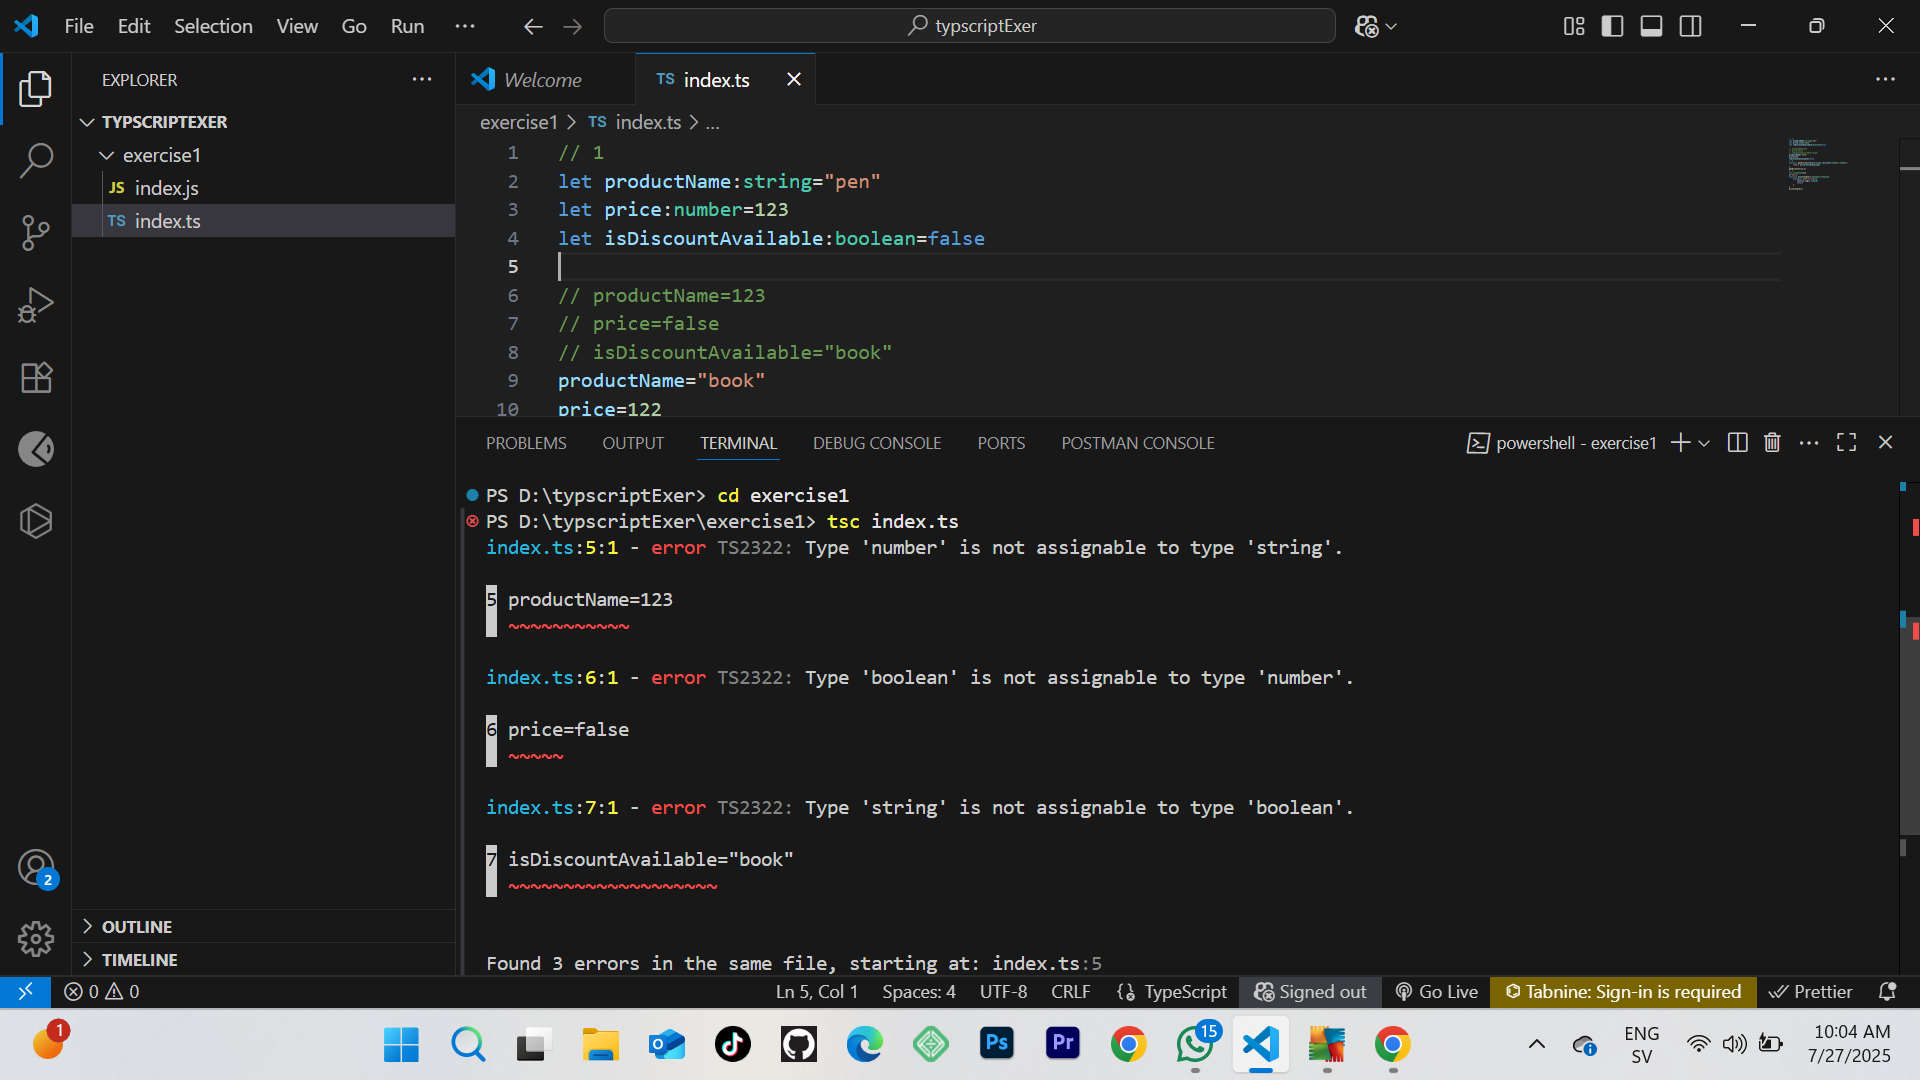 File Edit Selection View Go Run
typscriptExer
EXPLORER
TYPSCRIPTEXER
exercise1
JS index.js
TS index.ts
OUTLINE
TIMELINE
2
Welcome
TS index.ts
exercise1 > TS index.ts > ...
1 // 1
2 let productName:string="pen"
3 let price:number=123
4 let isDiscountAvailable:boolean=false
5
6 // productName=123
7 // price=false
8 // isDiscountAvailable="book"
9 productName="book"
10 price=122
PROBLEMS OUTPUT TERMINAL DEBUG CONSOLE PORTS POSTMAN CONSOLE
powershell - exercise1
PS D:\typscriptExer> cd exercise1
PS D:\typscriptExer\exercise1> tsc index.ts
index.ts:5:1 - error TS2322: Type 'number' is not assignable to type 'string'.
5 productName=123
~~~~~~~~~~~
index.ts:6:1 - error TS2322: Type 'boolean' is not assignable to type 'number'.
6 price=false
~~~~~
index.ts:7:1 - error TS2322: Type 'string' is not assignable to type 'boolean'.
7 isDiscountAvailable="book"
~~~~~~~~~~~~~~~~~~~
Found 3 errors in the same file, starting at: index.ts:5
0 0
Ln 5, Col 1 Spaces: 4 UTF-8 CRLF {} TypeScript Signed out Go Live Tabnine: Sign-in is required Prettier
1
Ps
Pr
15
ENG
SV
10:04 AM
7/27/2025